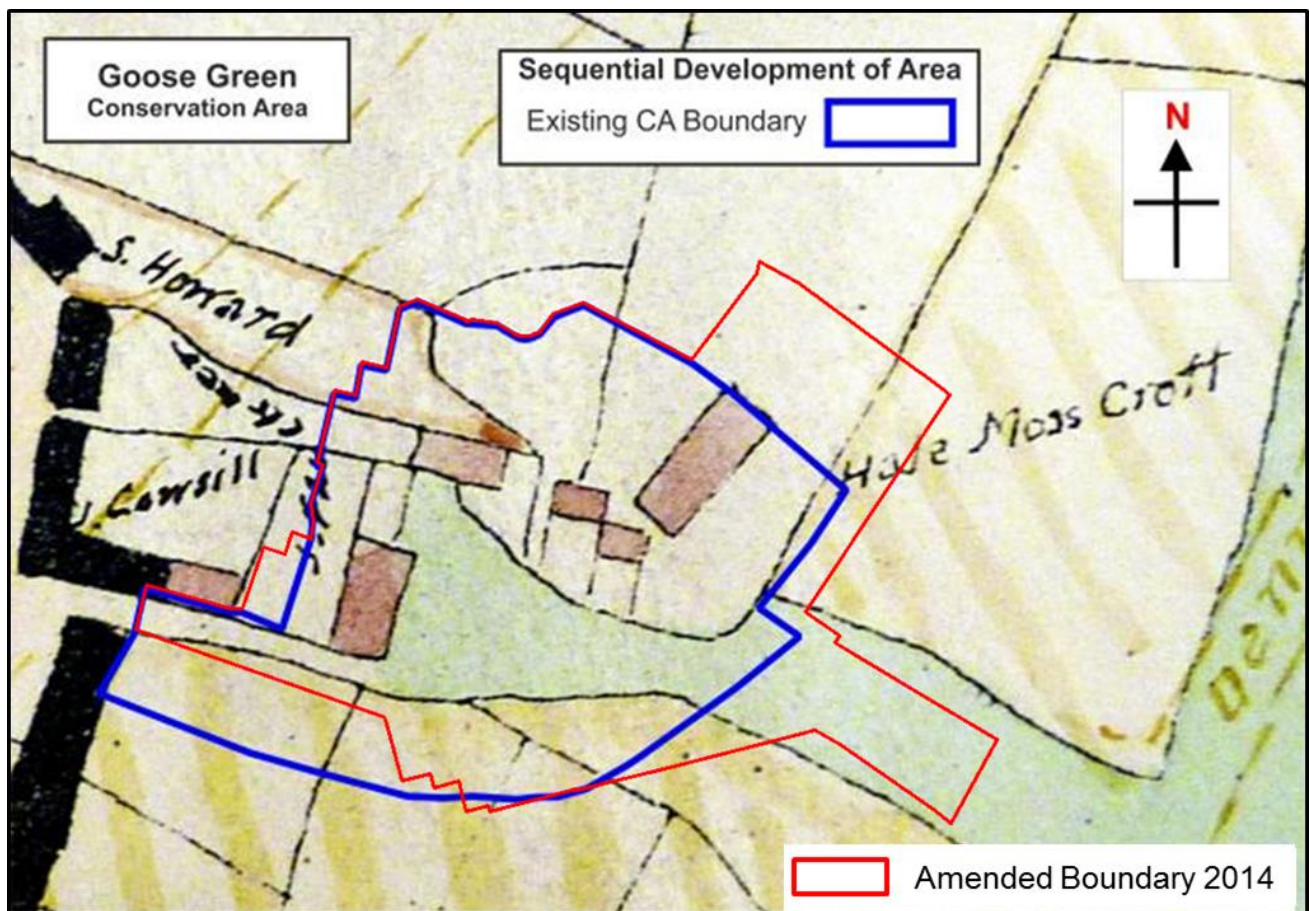 Goose Green
Conservation Area
Sequential Development of Area
Existing CA Boundary
N
S. Howard
Cowsill
Hale Moss Croft
Amended Boundary 2014